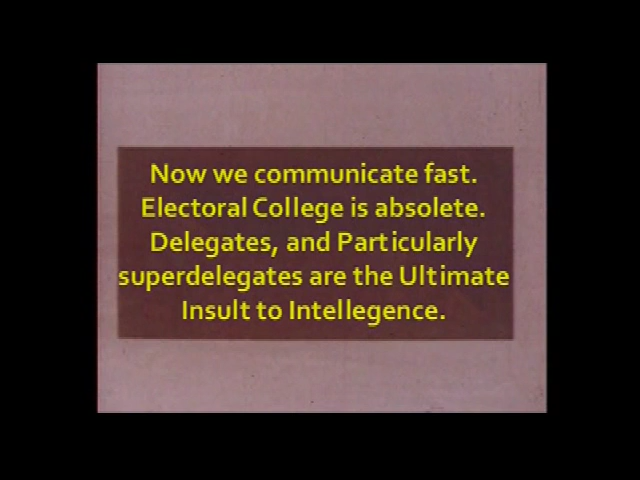 Now we communicate fast.
Electoral College is absolete.
Delegates, and Particularly
superdelegates are the Ultimate
Insult to Intellegence.